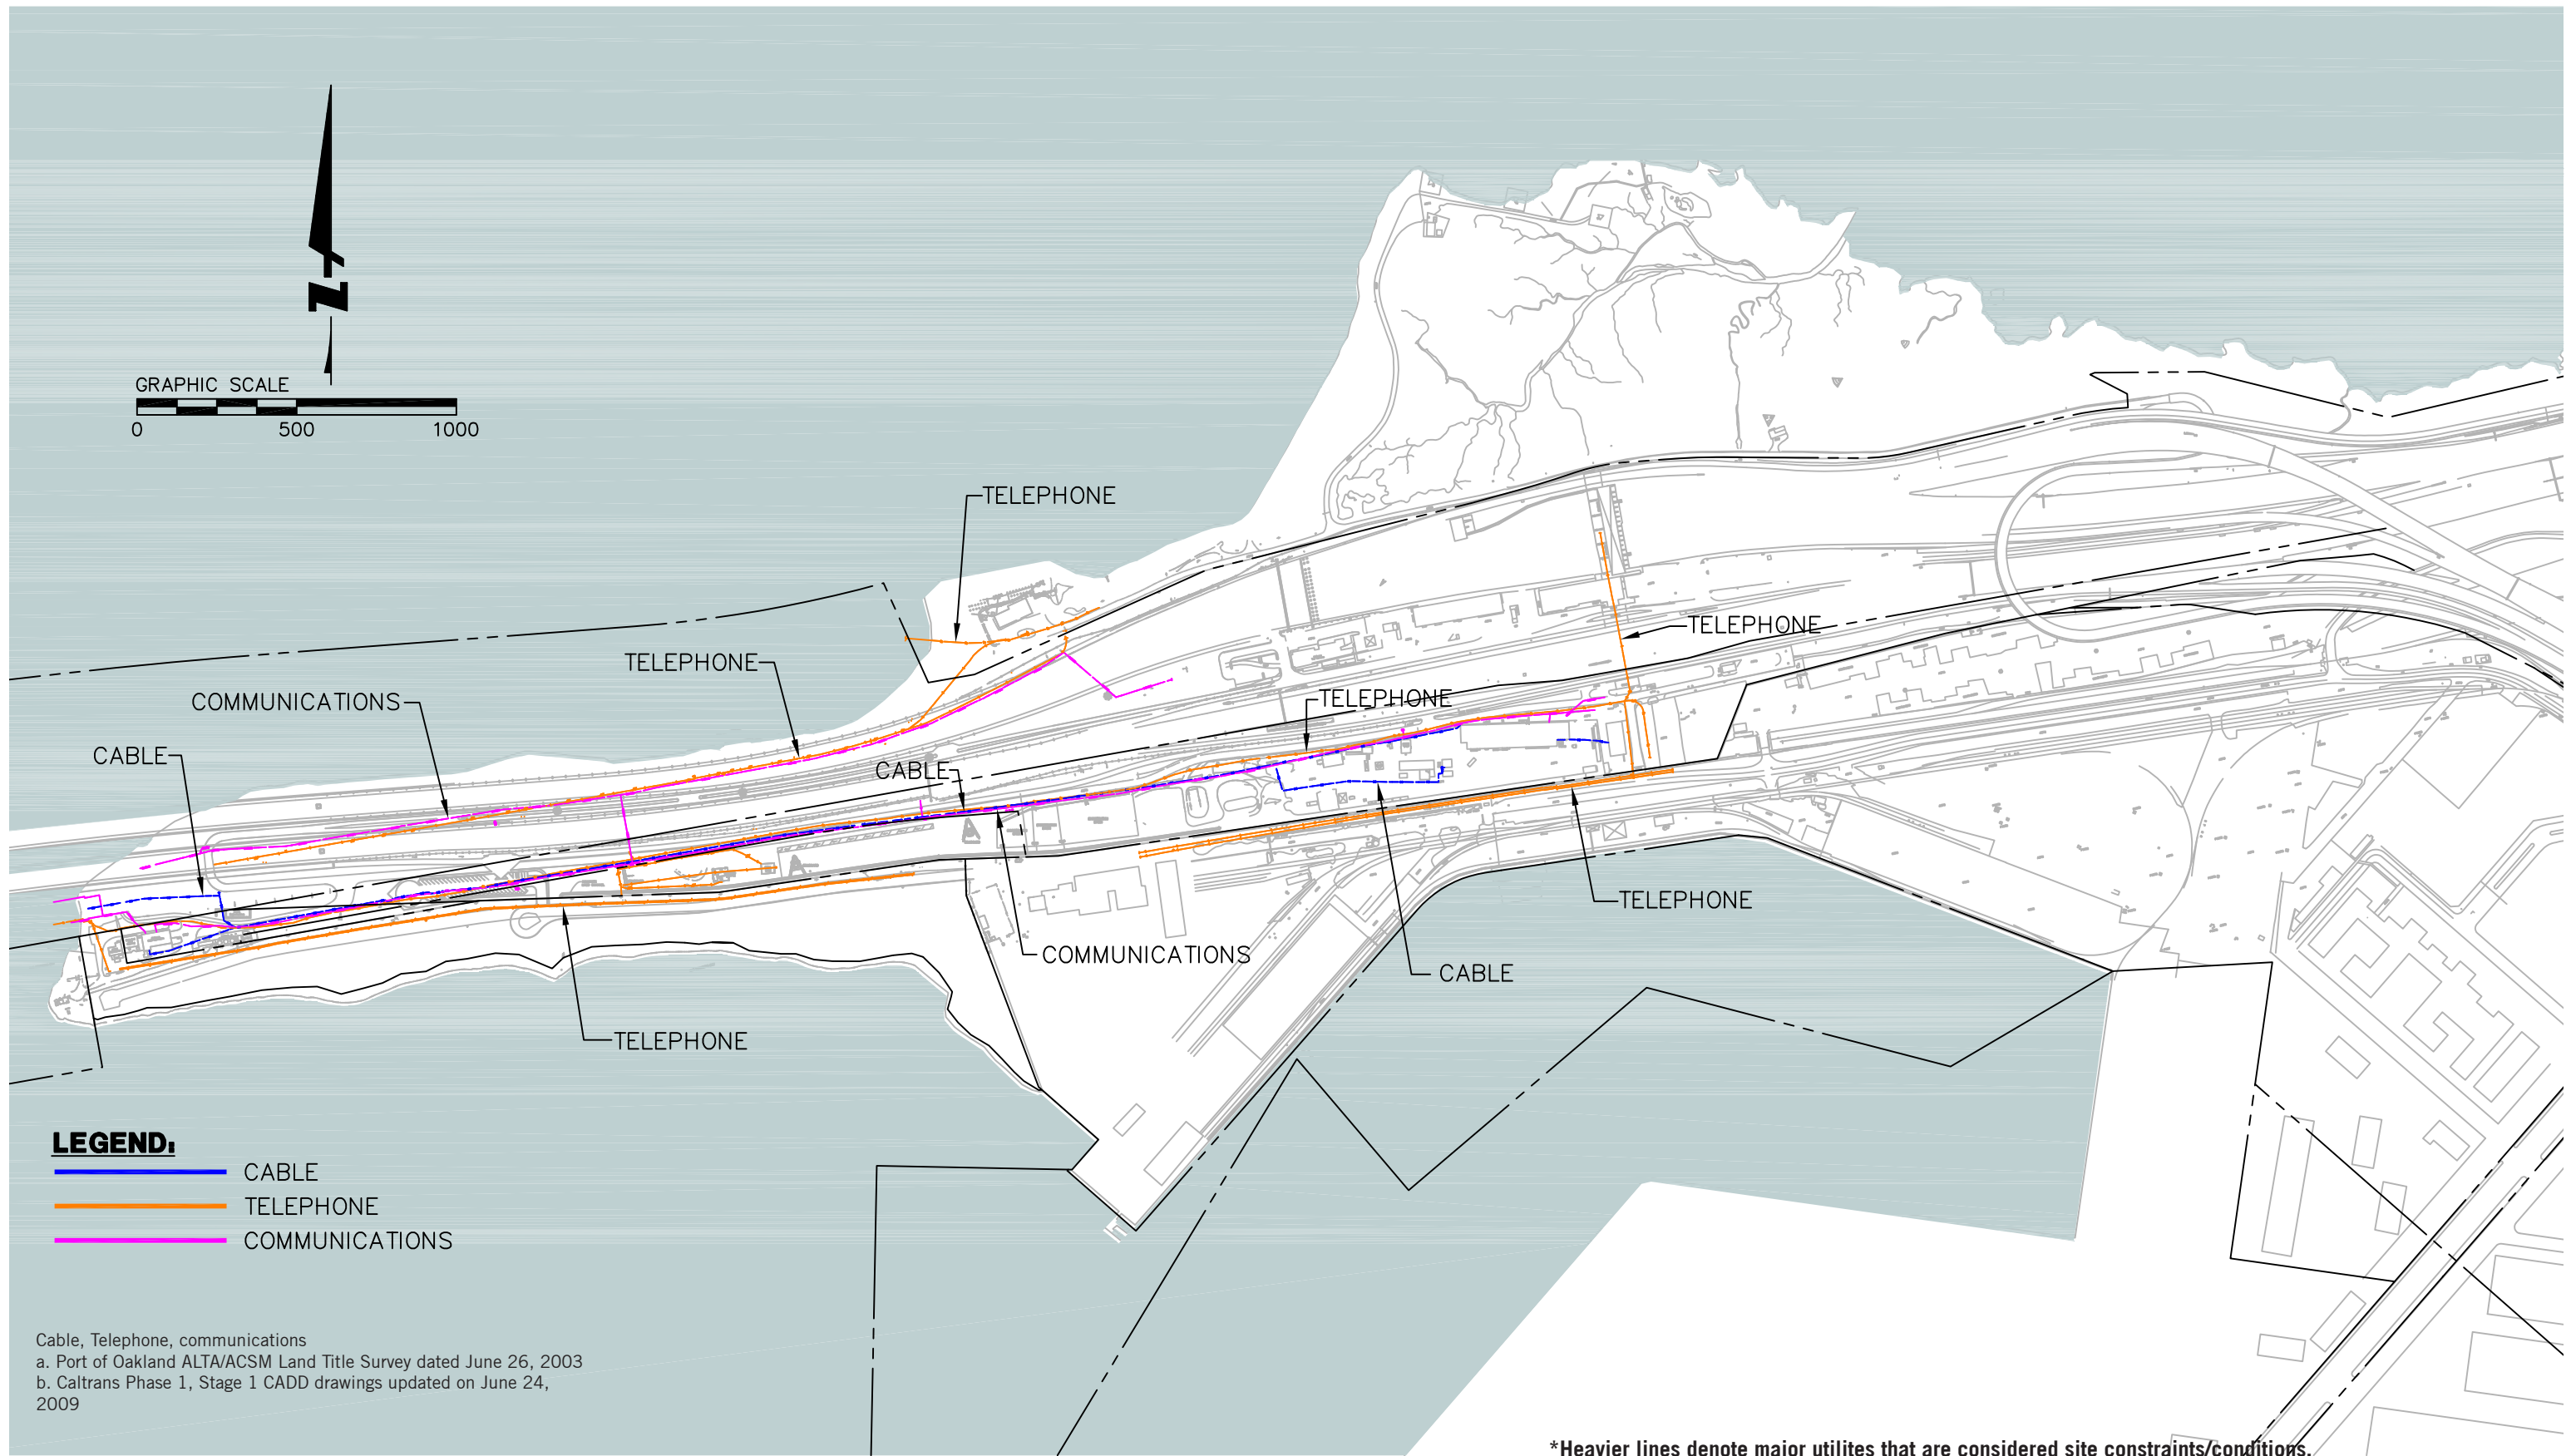 GRAPHIC SCALE
0 500 1000
TELEPHONE
TELEPHONE
TELEPHONE
COMMUNICATIONS
TELEPHONE
CABLE
CABLE
TELEPHONE
COMMUNICATIONS
CABLE
TELEPHONE
LEGEND:
CABLE
TELEPHONE
COMMUNICATIONS
Cable, Telephone, communications
a. Port of Oakland ALTA/ACSM Land Title Survey dated June 26, 2003
b. Caltrans Phase 1, Stage 1 CADD drawings updated on June 24,
2009
*Heavier lines denote major utilites that are considered site constraints/conditions.